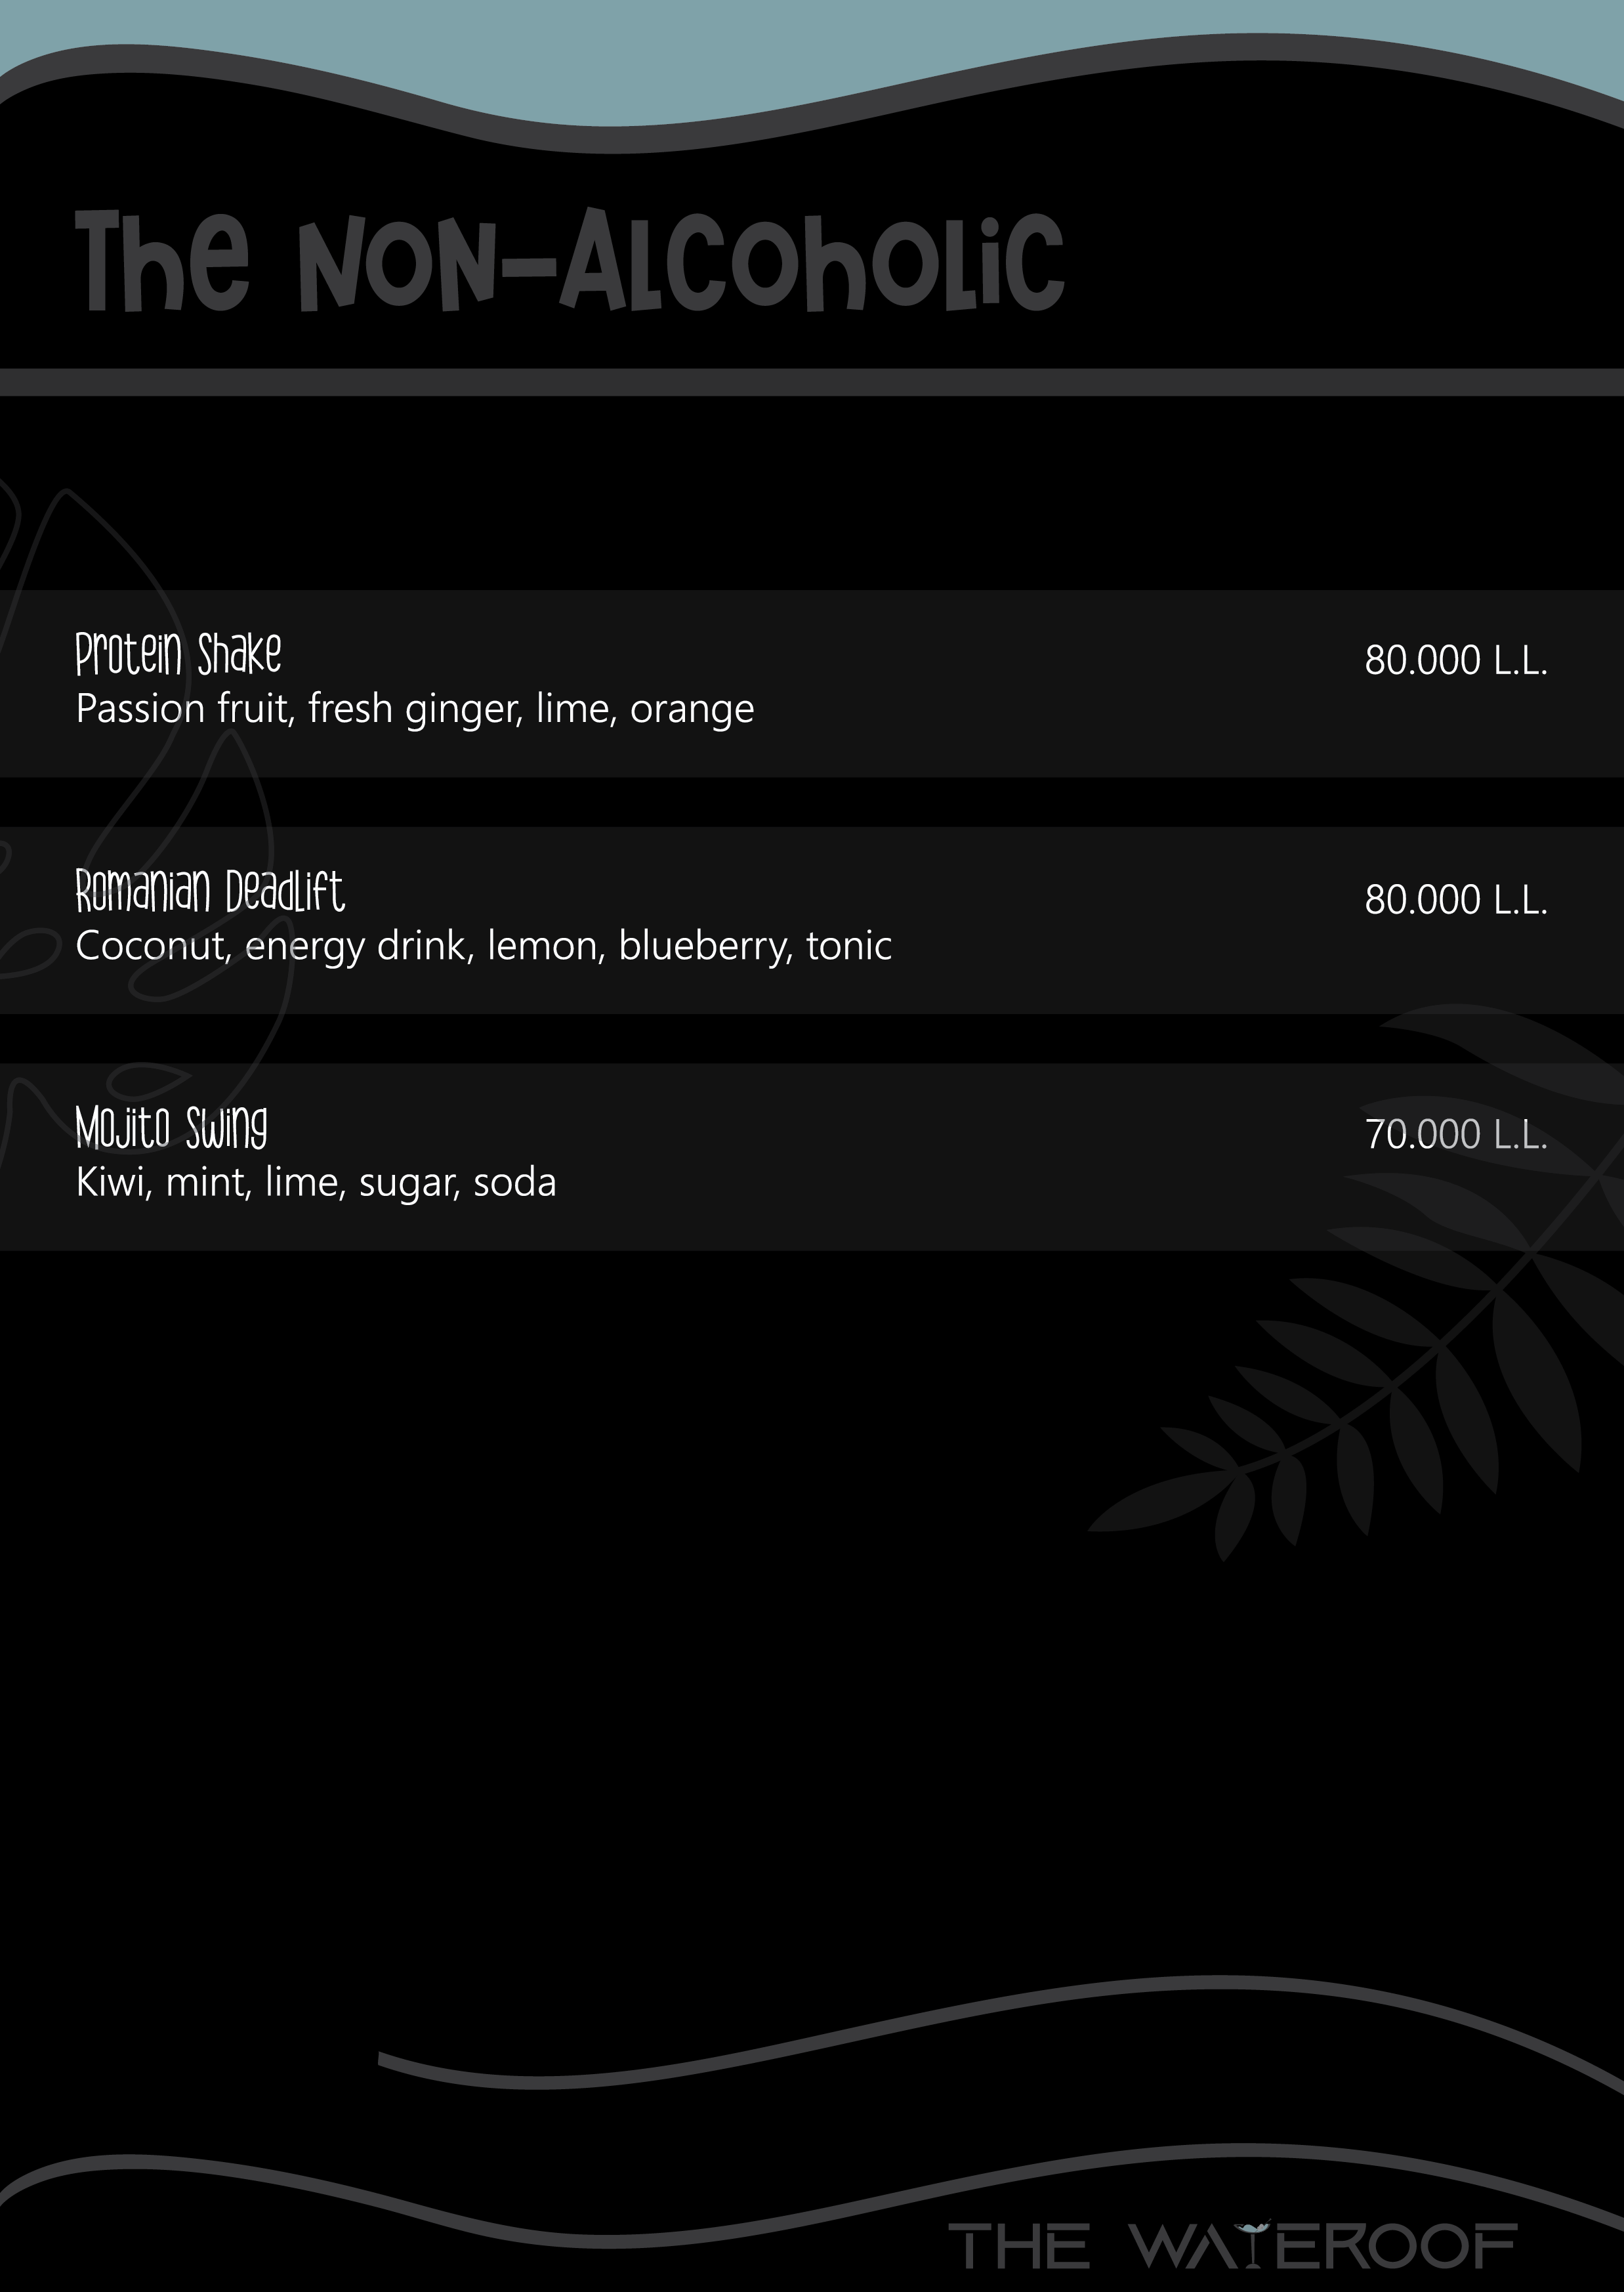 The Non-Alcoholic
Protein Shake
80.000 L.L.
Passion fruit, fresh ginger, lime, orange
Romanian Deadlift
80.000 L.L.
Coconut, energy drink, lemon, blueberry, tonic
Mojito Swing
70.000 L.L.
Kiwi, mint, lime, sugar, soda
THE WATEROOF